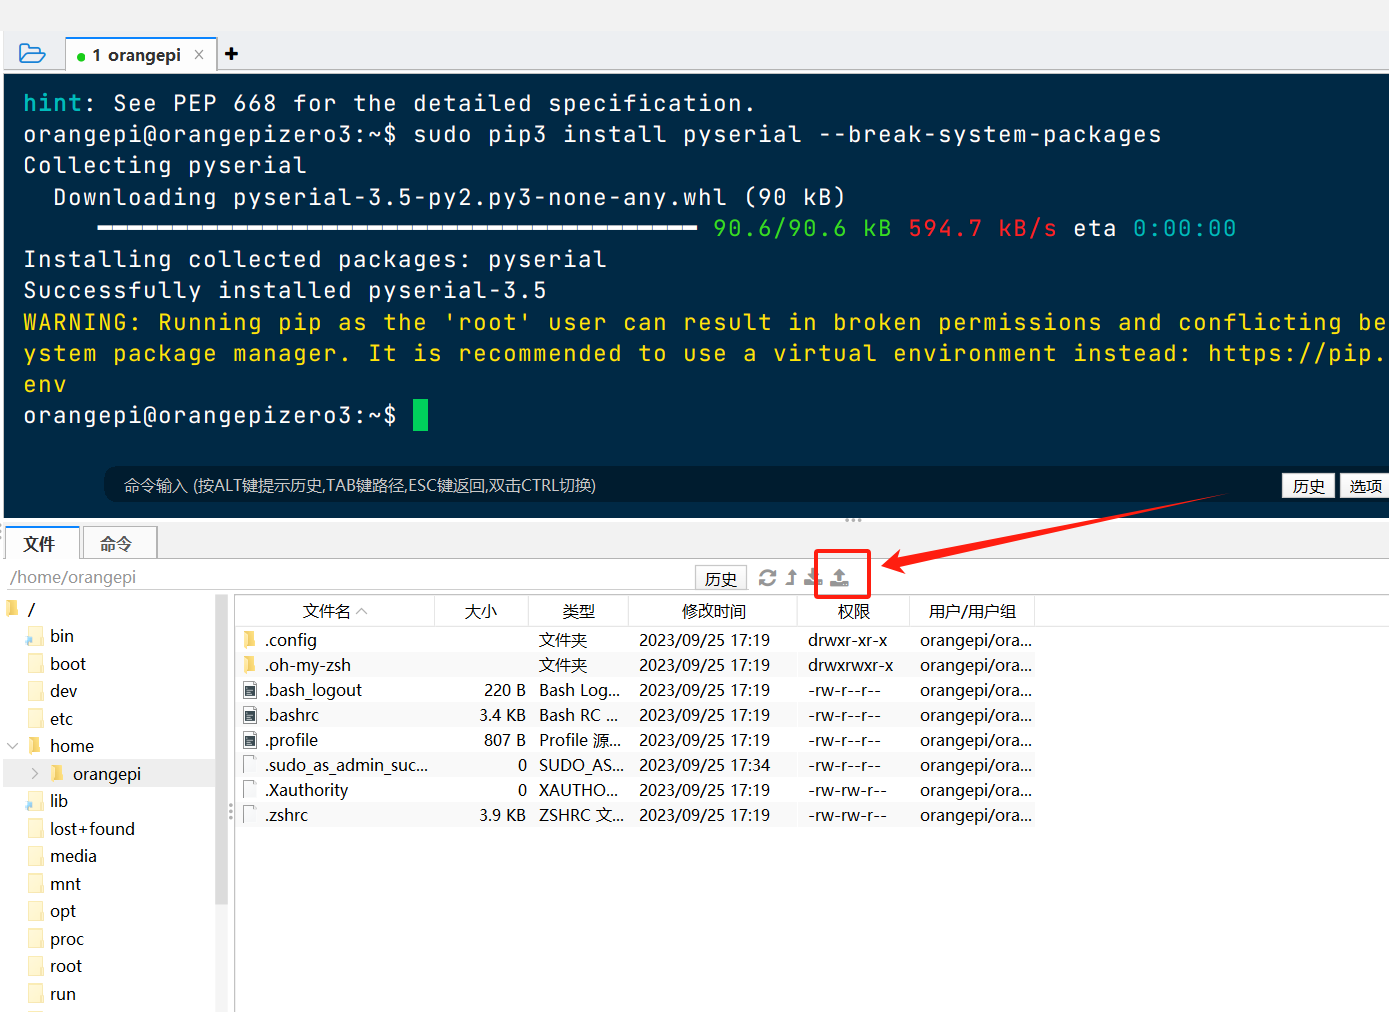 1 orangepi × +
hint: See PEP 668 for the detailed specification.
orangepi@orangepizero3:~$ sudo pip3 install pyserial --break-system-packages
Collecting pyserial
Downloading pyserial-3.5-py2.py3-none-any.whl (90 kB)
90.6/90.6 kB 594.7 kB/s eta 0:00:00
Installing collected packages: pyserial
Successfully installed pyserial-3.5
WARNING: Running pip as the 'root' user can result in broken permissions and conflicting be
ystem package manager. It is recommended to use a virtual environment instead: https://pip.
env
orangepi@orangepizero3:~$
命令输入 (按ALT键提示历史,TAB键路径,ESC键返回,双击CTRL切换)
历史 选项
文件 命令
/home/orangepi
历史
/
bin
boot
dev
etc
home
orangepi
lib
lost+found
media
mnt
opt
proc
root
run
文件名 大小 类型 修改时间 权限 用户/用户组
.config 文件夹 2023/09/25 17:19 drwxr-xr-x orangepi/ora...
.oh-my-zsh 文件夹 2023/09/25 17:19 drwxrwxr-x orangepi/ora...
.bash_logout 220 B Bash Log... 2023/09/25 17:19 -rw-r--r-- orangepi/ora...
.bashrc 3.4 KB Bash RC ... 2023/09/25 17:19 -rw-r--r-- orangepi/ora...
.profile 807 B Profile 源... 2023/09/25 17:19 -rw-r--r-- orangepi/ora...
.sudo_as_admin_suc... 0 SUDO_AS... 2023/09/25 17:34 -rw-r--r-- orangepi/ora...
.Xauthority 0 XAUTHO... 2023/09/25 17:19 -rw-rw-r-- orangepi/ora...
.zshrc 3.9 KB ZSHRC 文... 2023/09/25 17:19 -rw-rw-r-- orangepi/ora...